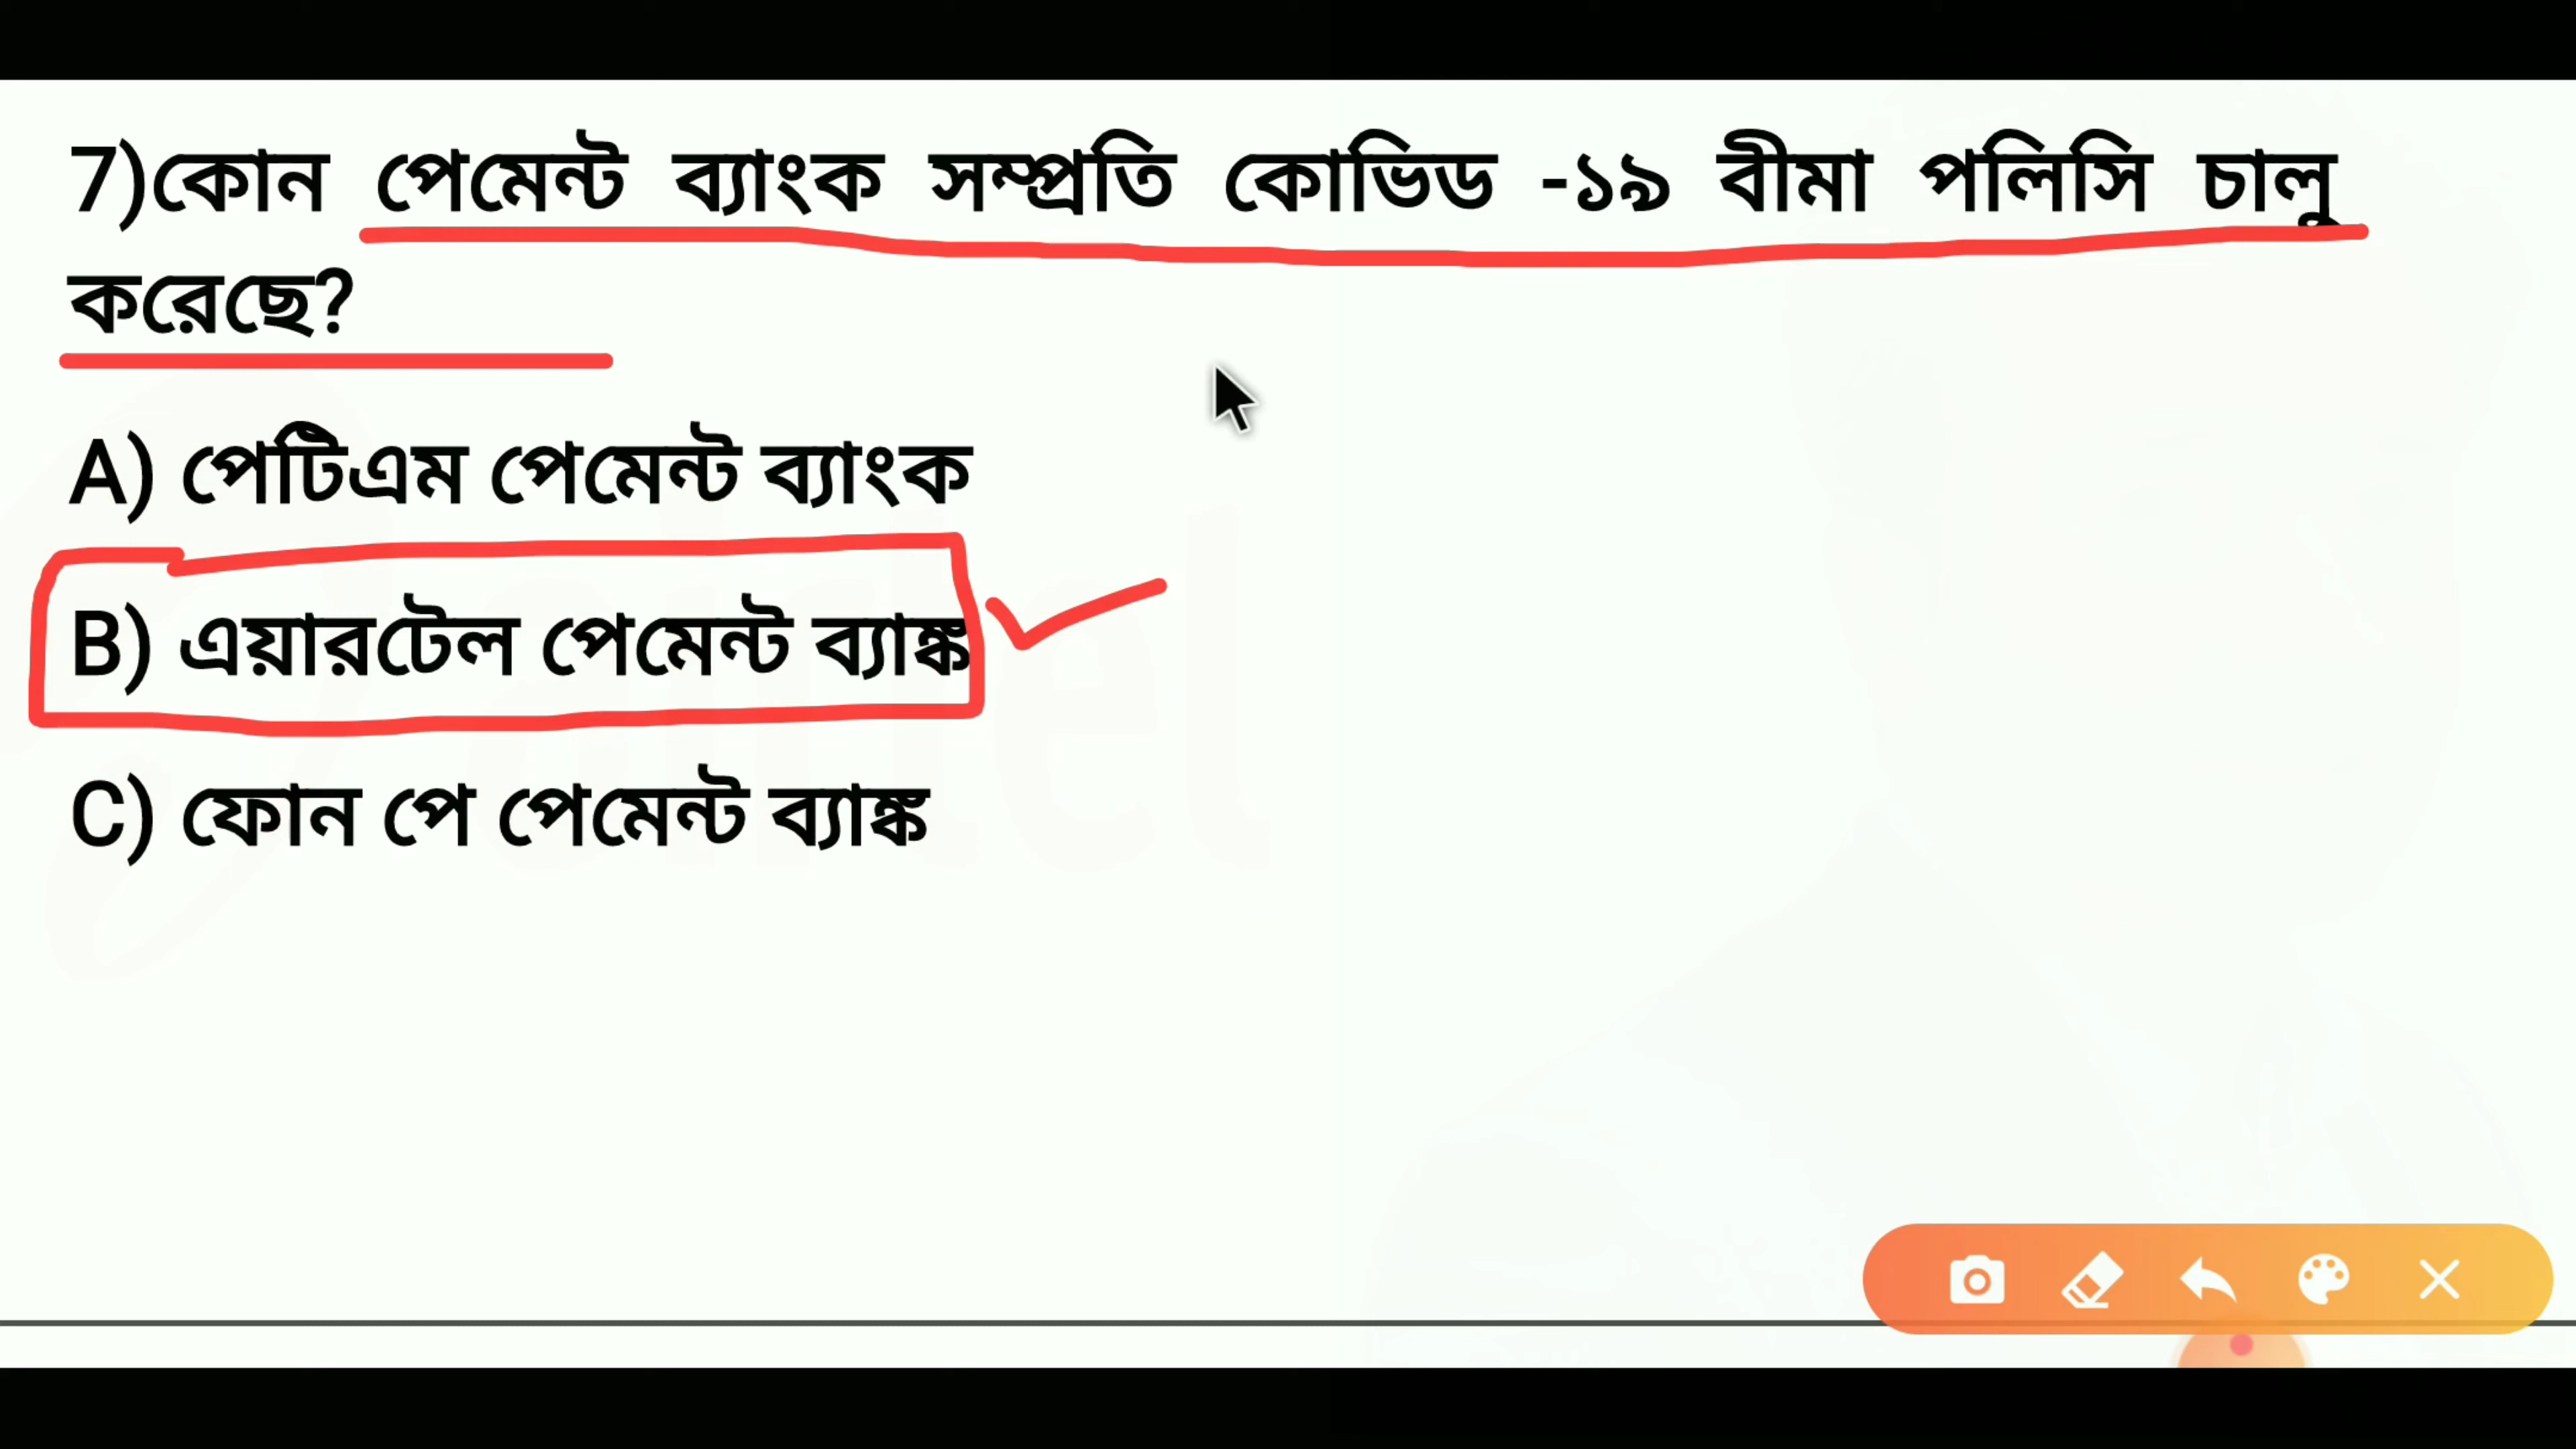 7)কোন পেমেন্ট ব্যাংক সম্প্রতি কোভিড -১৯ বীমা পলিসি চালু
করেছে?
A) পেটিএম পেমেন্ট ব্যাংক
B) এয়ারটেল পেমেন্ট ব্যাঙ্ক
C) ফোন পে পেমেন্ট ব্যাঙ্ক